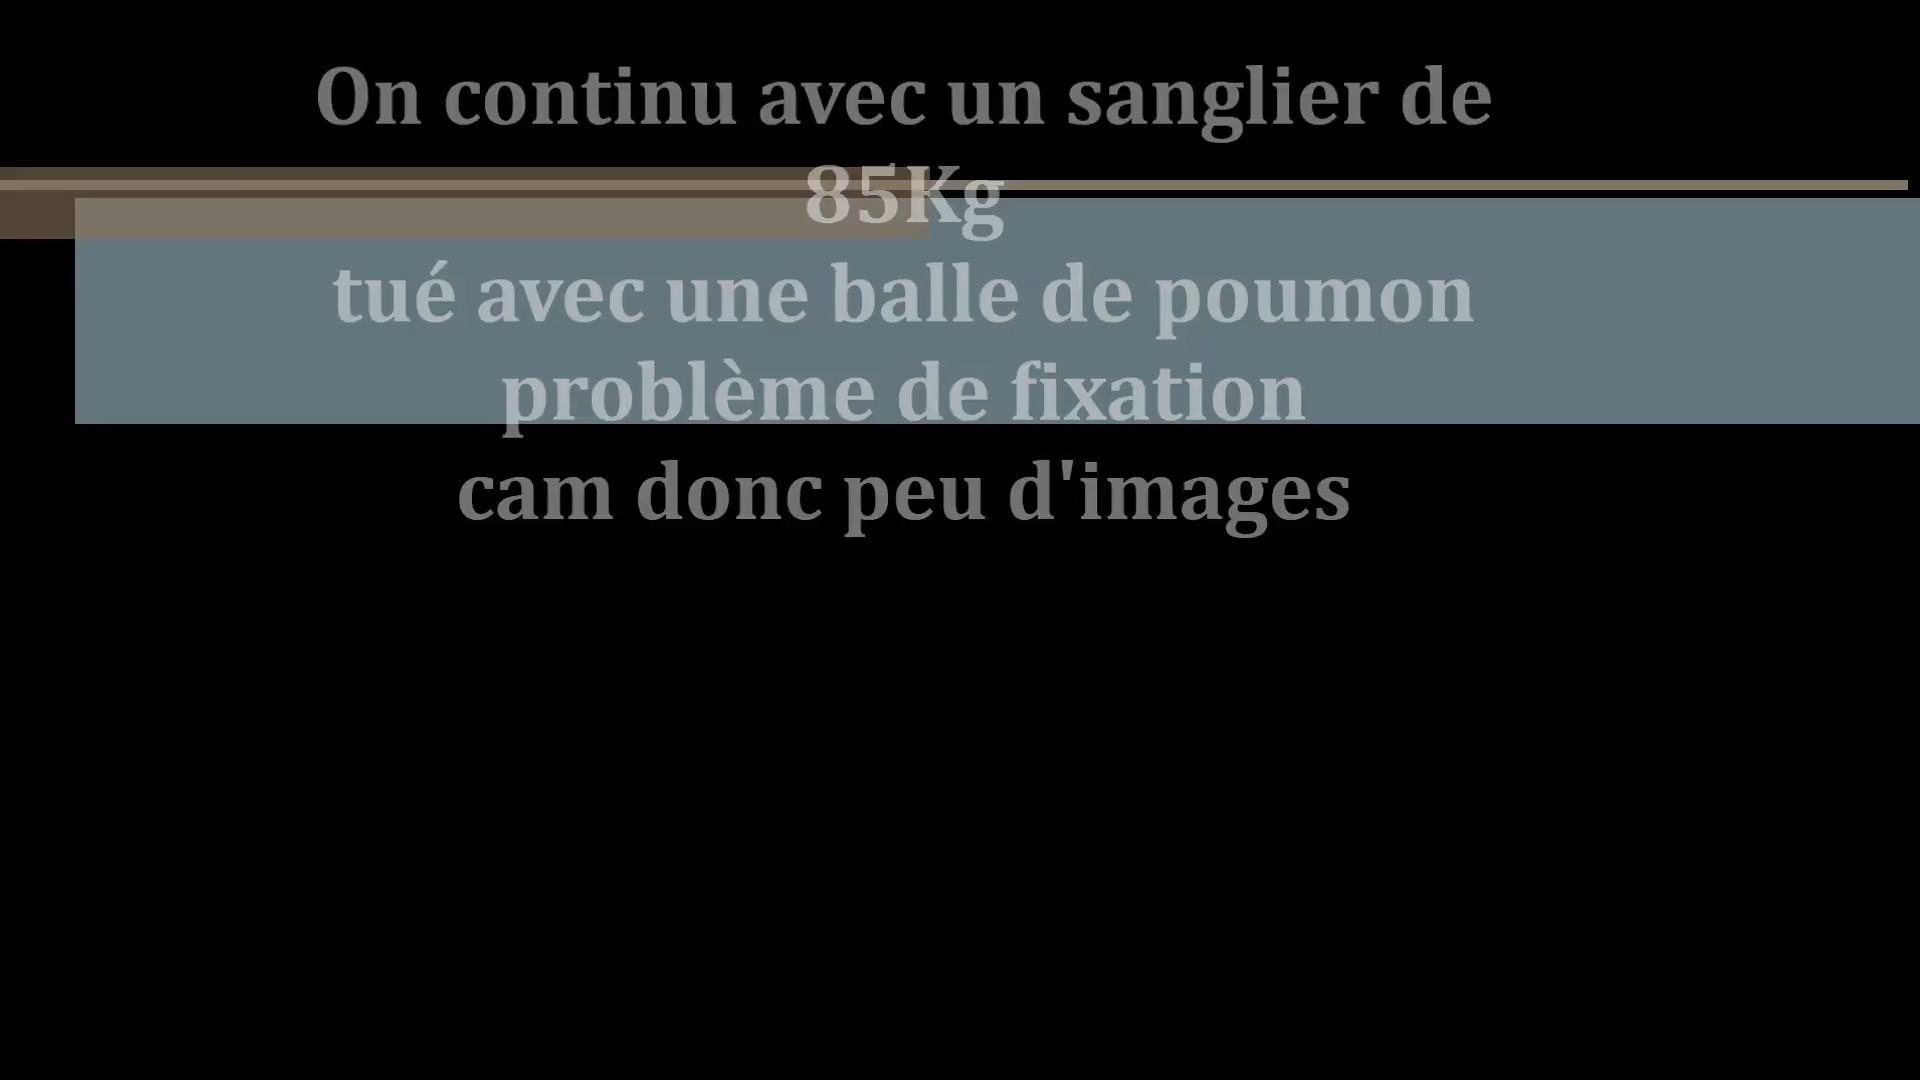 On continu avec un sanglier de
85Kg
tué avec une balle de poumon
problème de fixation
cam donc peu d'images